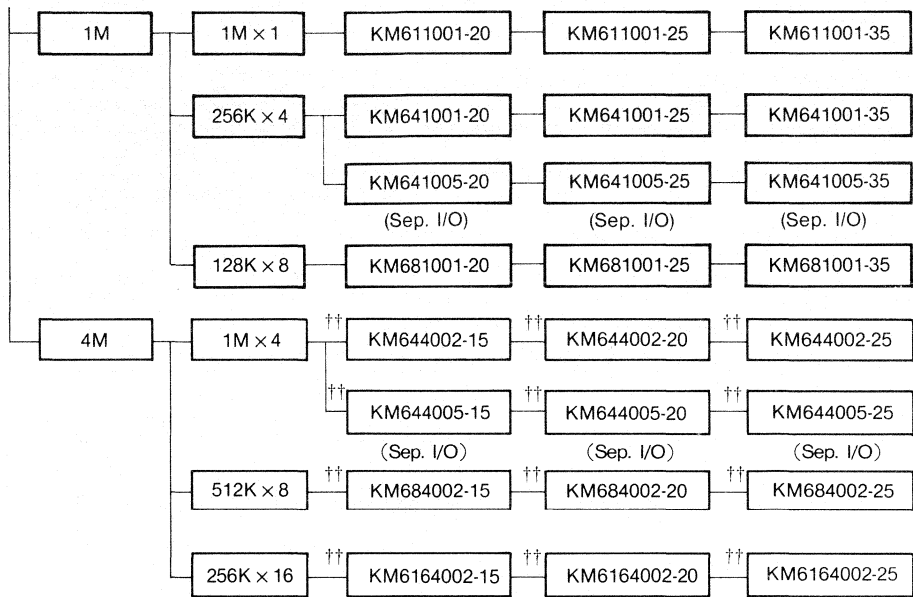 1M 1M × 1 KM611001-20 KM611001-25 KM611001-35
256K × 4 KM641001-20 KM641001-25 KM641001-35
KM641005-20 KM641005-25 KM641005-35
(Sep. I/O) (Sep. I/O) (Sep. I/O)
128K × 8 KM681001-20 KM681001-25 KM681001-35
4M 1M × 4 †† KM644002-15 †† KM644002-20 †† KM644002-25
†† KM644005-15 †† KM644005-20 †† KM644005-25
(Sep. I/O) (Sep. I/O) (Sep. I/O)
512K × 8 †† KM684002-15 †† KM684002-20 †† KM684002-25
256K × 16 †† KM6164002-15 †† KM6164002-20 †† KM6164002-25